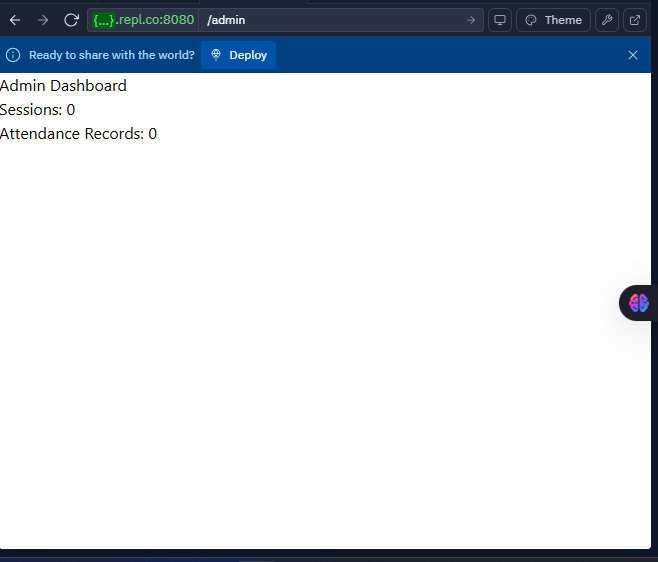 {...}.repl.co:8080 /admin Theme
Ready to share with the world? Deploy
Admin Dashboard
Sessions: 0
Attendance Records: 0